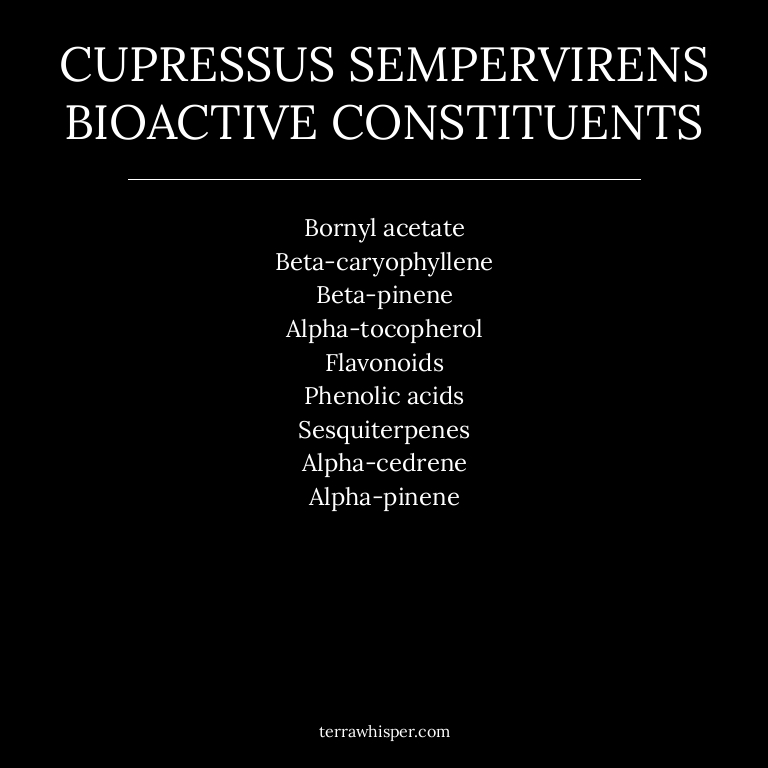 CUPRESSUS SEMPERVIRENS
BIOACTIVE CONSTITUENTS
Bornyl acetate
Beta-caryophyllene
Beta-pinene
Alpha-tocopherol
Flavonoids
Phenolic acids
Sesquiterpenes
Alpha-cedrene
Alpha-pinene
terrawhisper.com